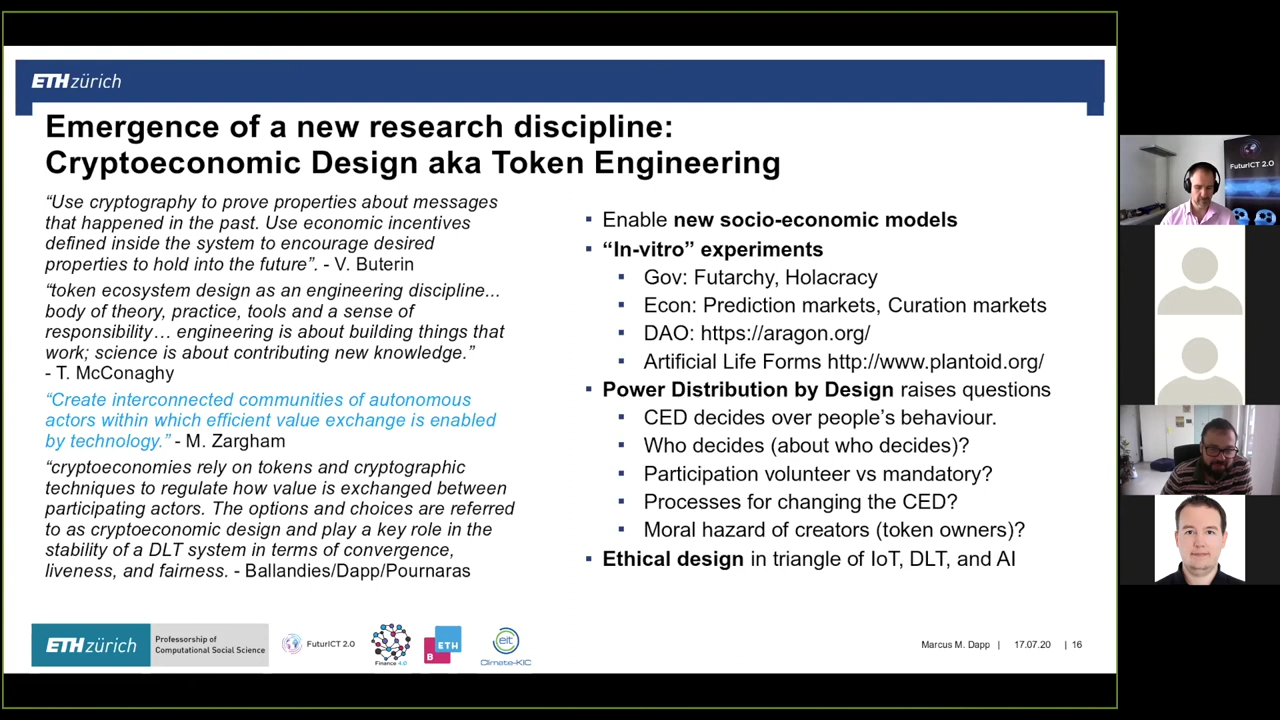 ETH zürich
Emergence of a new research discipline:
Cryptoeconomic Design aka Token Engineering
“Use cryptography to prove properties about messages
that happened in the past. Use economic incentives
defined inside the system to encourage desired
properties to hold into the future”. - V. Buterin
“token ecosystem design as an engineering discipline...
body of theory, practice, tools and a sense of
responsibility… engineering is about building things that
work; science is about contributing new knowledge.”
- T. McConaghy
“Create interconnected communities of autonomous
actors within which efficient value exchange is enabled
by technology.” - M. Zargham
“cryptoeconomies rely on tokens and cryptographic
techniques to regulate how value is exchanged between
participating actors. The options and choices are referred
to as cryptoeconomic design and play a key role in the
stability of a DLT system in terms of convergence,
liveness, and fairness. - Ballandies/Dapp/Pournaras
▪ Enable new socio-economic models
▪ “In-vitro” experiments
▪ Gov: Futarchy, Holacracy
▪ Econ: Prediction markets, Curation markets
▪ DAO: https://aragon.org/
▪ Artificial Life Forms http://www.plantoid.org/
▪ Power Distribution by Design raises questions
▪ CED decides over people’s behaviour.
▪ Who decides (about who decides)?
▪ Participation volunteer vs mandatory?
▪ Processes for changing the CED?
▪ Moral hazard of creators (token owners)?
▪ Ethical design in triangle of IoT, DLT, and AI
ETH zürich
Professorship of
Computational Social Science
FuturICT 2.0
Finance 4.0
B ETH
eit
Climate-KIC
Marcus M. Dapp | 17.07.20 | 16
FuturICT 2.0